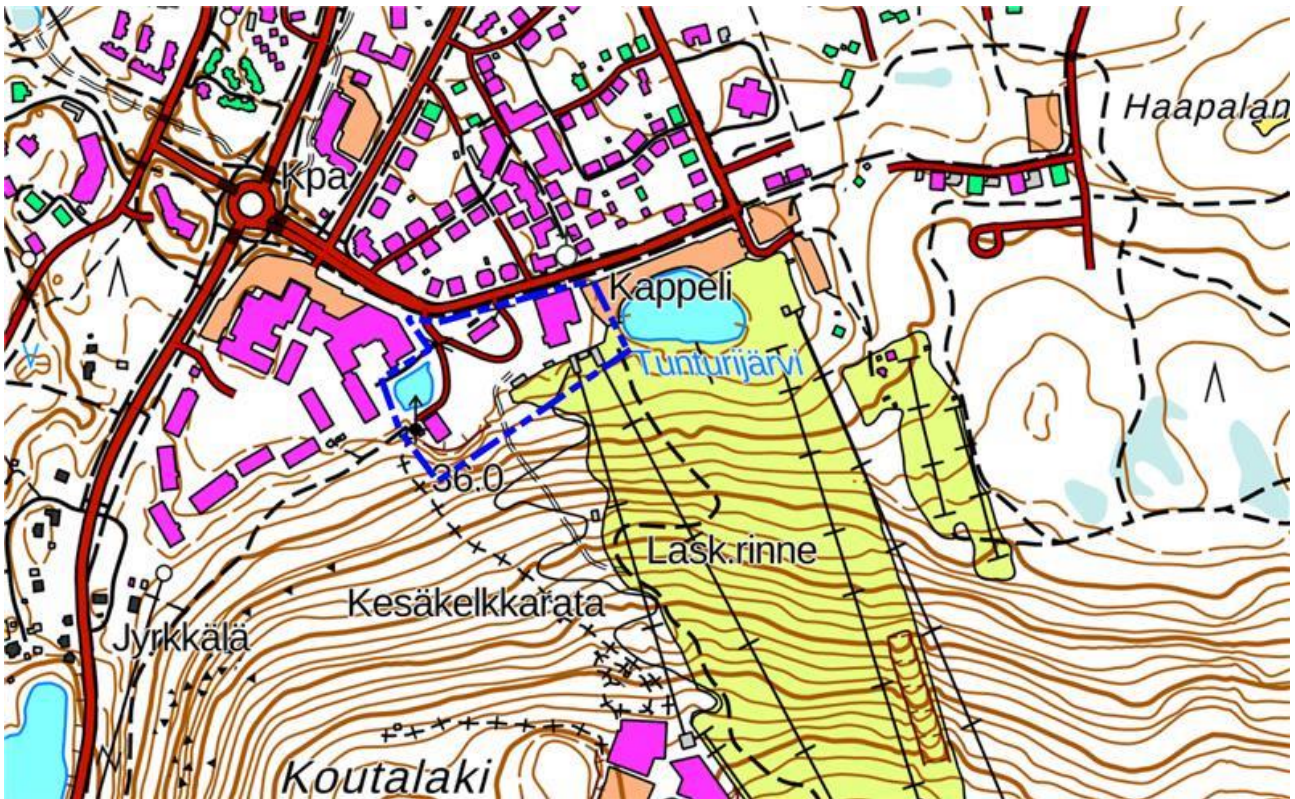 Haapalan
Kpa
Kappeli
Tunturijärvi
36.0
Lask.rinne
Kesäkelkkarata
Jyrkkälä
Koutalaki